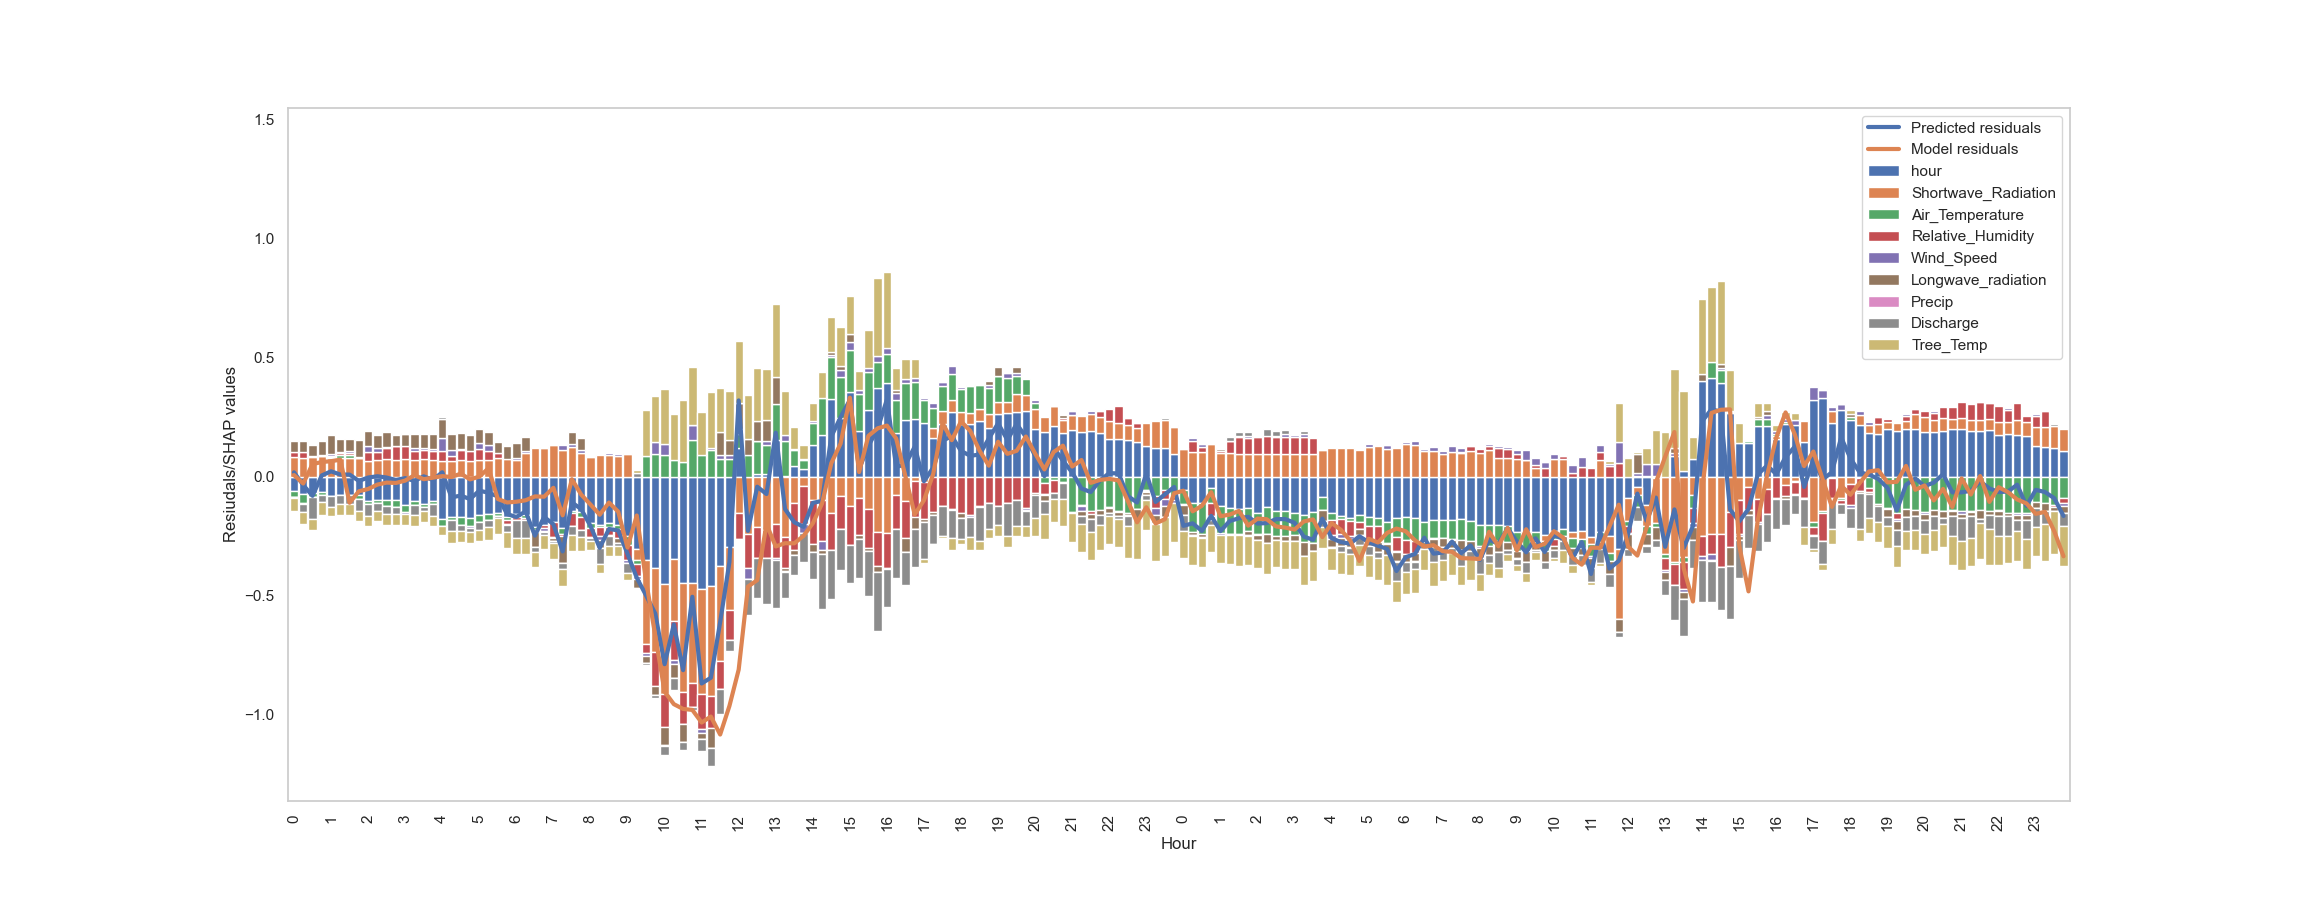 Resiudals/SHAP values
1.5
1.0
0.5
0.0
−0.5
−1.0
Predicted residuals
Model residuals
hour
Shortwave_Radiation
Air_Temperature
Relative_Humidity
Wind_Speed
Longwave_radiation
Precip
Discharge
Tree_Temp
0 1 2 3 4 5 6 7 8 9 10 11 12 13 14 15 16 17 18 19 20 21 22 23 0 1 2 3 4 5 6 7 8 9 10 11 12 13 14 15 16 17 18 19 20 21 22 23
Hour